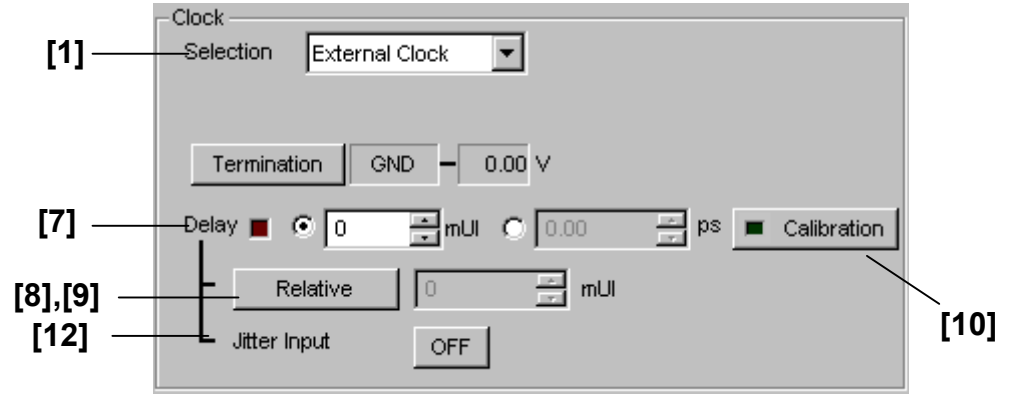 Clock
[1] Selection External Clock
Termination GND 0.00 V
[7] Delay 0 mUI 0.00 ps Calibration
[8],[9] Relative 0 mUI
[10]
[12] Jitter Input OFF